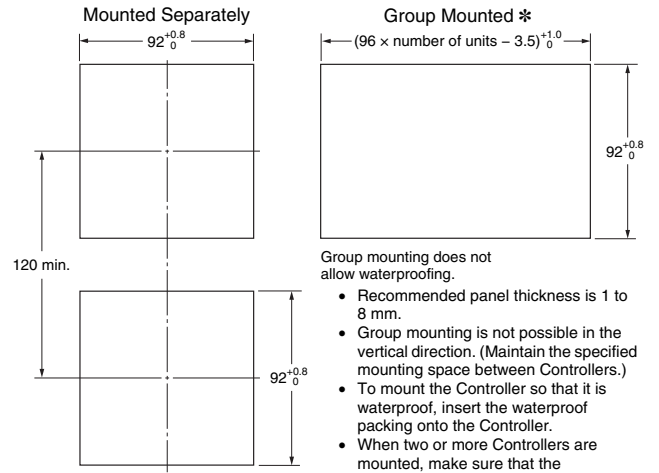 Mounted Separately
92 +0.8 0
120 min.
92 +0.8 0
Group Mounted *
(96 × number of units − 3.5) +1.0 0
92 +0.8 0
Group mounting does not
allow waterproofing.
• Recommended panel thickness is 1 to
8 mm.
• Group mounting is not possible in the
vertical direction. (Maintain the specified
mounting space between Controllers.)
• To mount the Controller so that it is
waterproof, insert the waterproof
packing onto the Controller.
• When two or more Controllers are
mounted, make sure that the